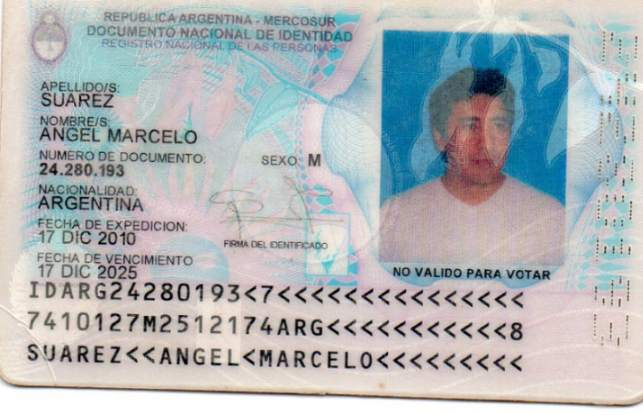 REPUBLICA ARGENTINA - MERCOSUR
DOCUMENTO NACIONAL DE IDENTIDAD
REGISTRO NACIONAL DE LAS PERSONAS
APELLIDO/S:
SUAREZ
NOMBRE/S:
ANGEL MARCELO
NUMERO DE DOCUMENTO:
24.280.193
SEXO: M
NACIONALIDAD:
ARGENTINA
FECHA DE EXPEDICION:
17 DIC 2010
FIRMA DEL IDENTIFICADO
FECHA DE VENCIMIENTO
17 DIC 2025
NO VALIDO PARA VOTAR
IDARG24280193<7<<<<<<<<<<<<<<<
7410127M2512174ARG<<<<<<<<<<<8
SUAREZ<<ANGEL<MARCELO<<<<<<<<<